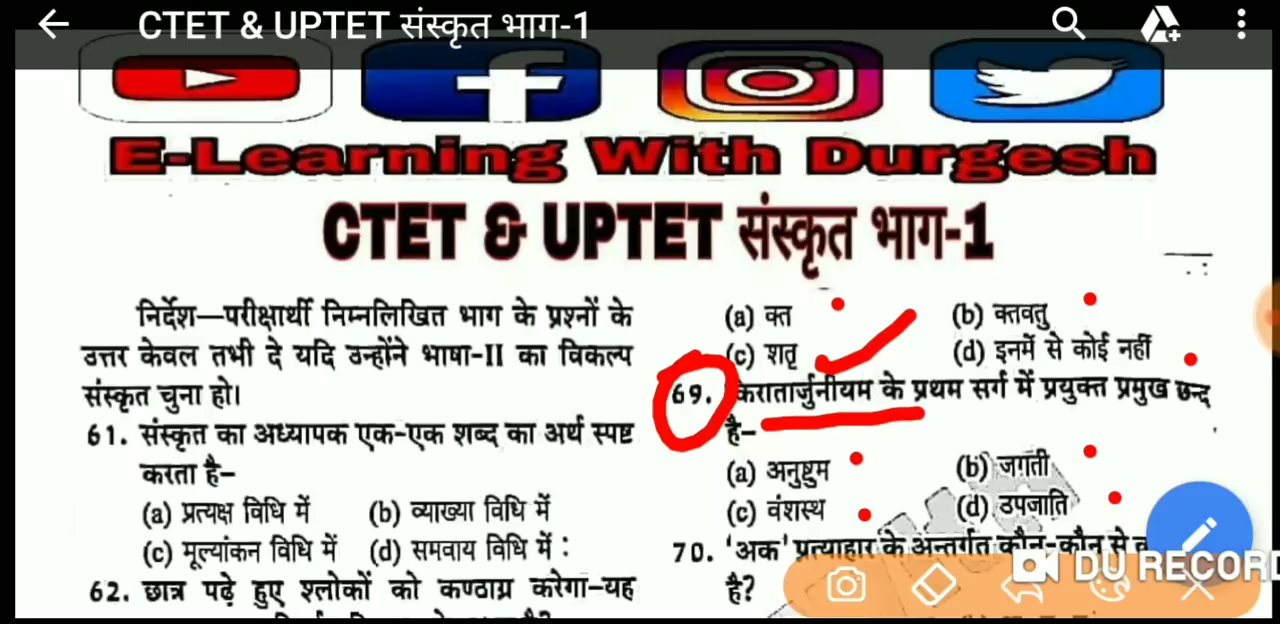 CTET & UPTET संस्कृत भाग-1
E-Learning With Durgesh
CTET & UPTET संस्कृत भाग-1
निर्देश—परीक्षार्थी निम्नलिखित भाग के प्रश्नों के
उत्तर केवल तभी दे यदि उन्होंने भाषा-II का विकल्प
संस्कृत चुना हो।
61. संस्कृत का अध्यापक एक-एक शब्द का अर्थ स्पष्ट
करता है–
(a) प्रत्यक्ष विधि में (b) व्याख्या विधि में
(c) मूल्यांकन विधि में (d) समवाय विधि में :
62. छात्र पढ़े हुए श्लोकों को कण्ठाग्र करेगा–यह
(a) क्त (b) क्तवतु
(c) शतृ (d) इनमें से कोई नहीं
69. किरातार्जुनीयम के प्रथम सर्ग में प्रयुक्त प्रमुख छन्द
है–
(a) अनुष्टुम (b) जगती
(c) वंशस्थ (d) उपजाति
70. 'अक' प्रत्याहार के अन्तर्गत कौन-कौन से
है?
DU RECORD